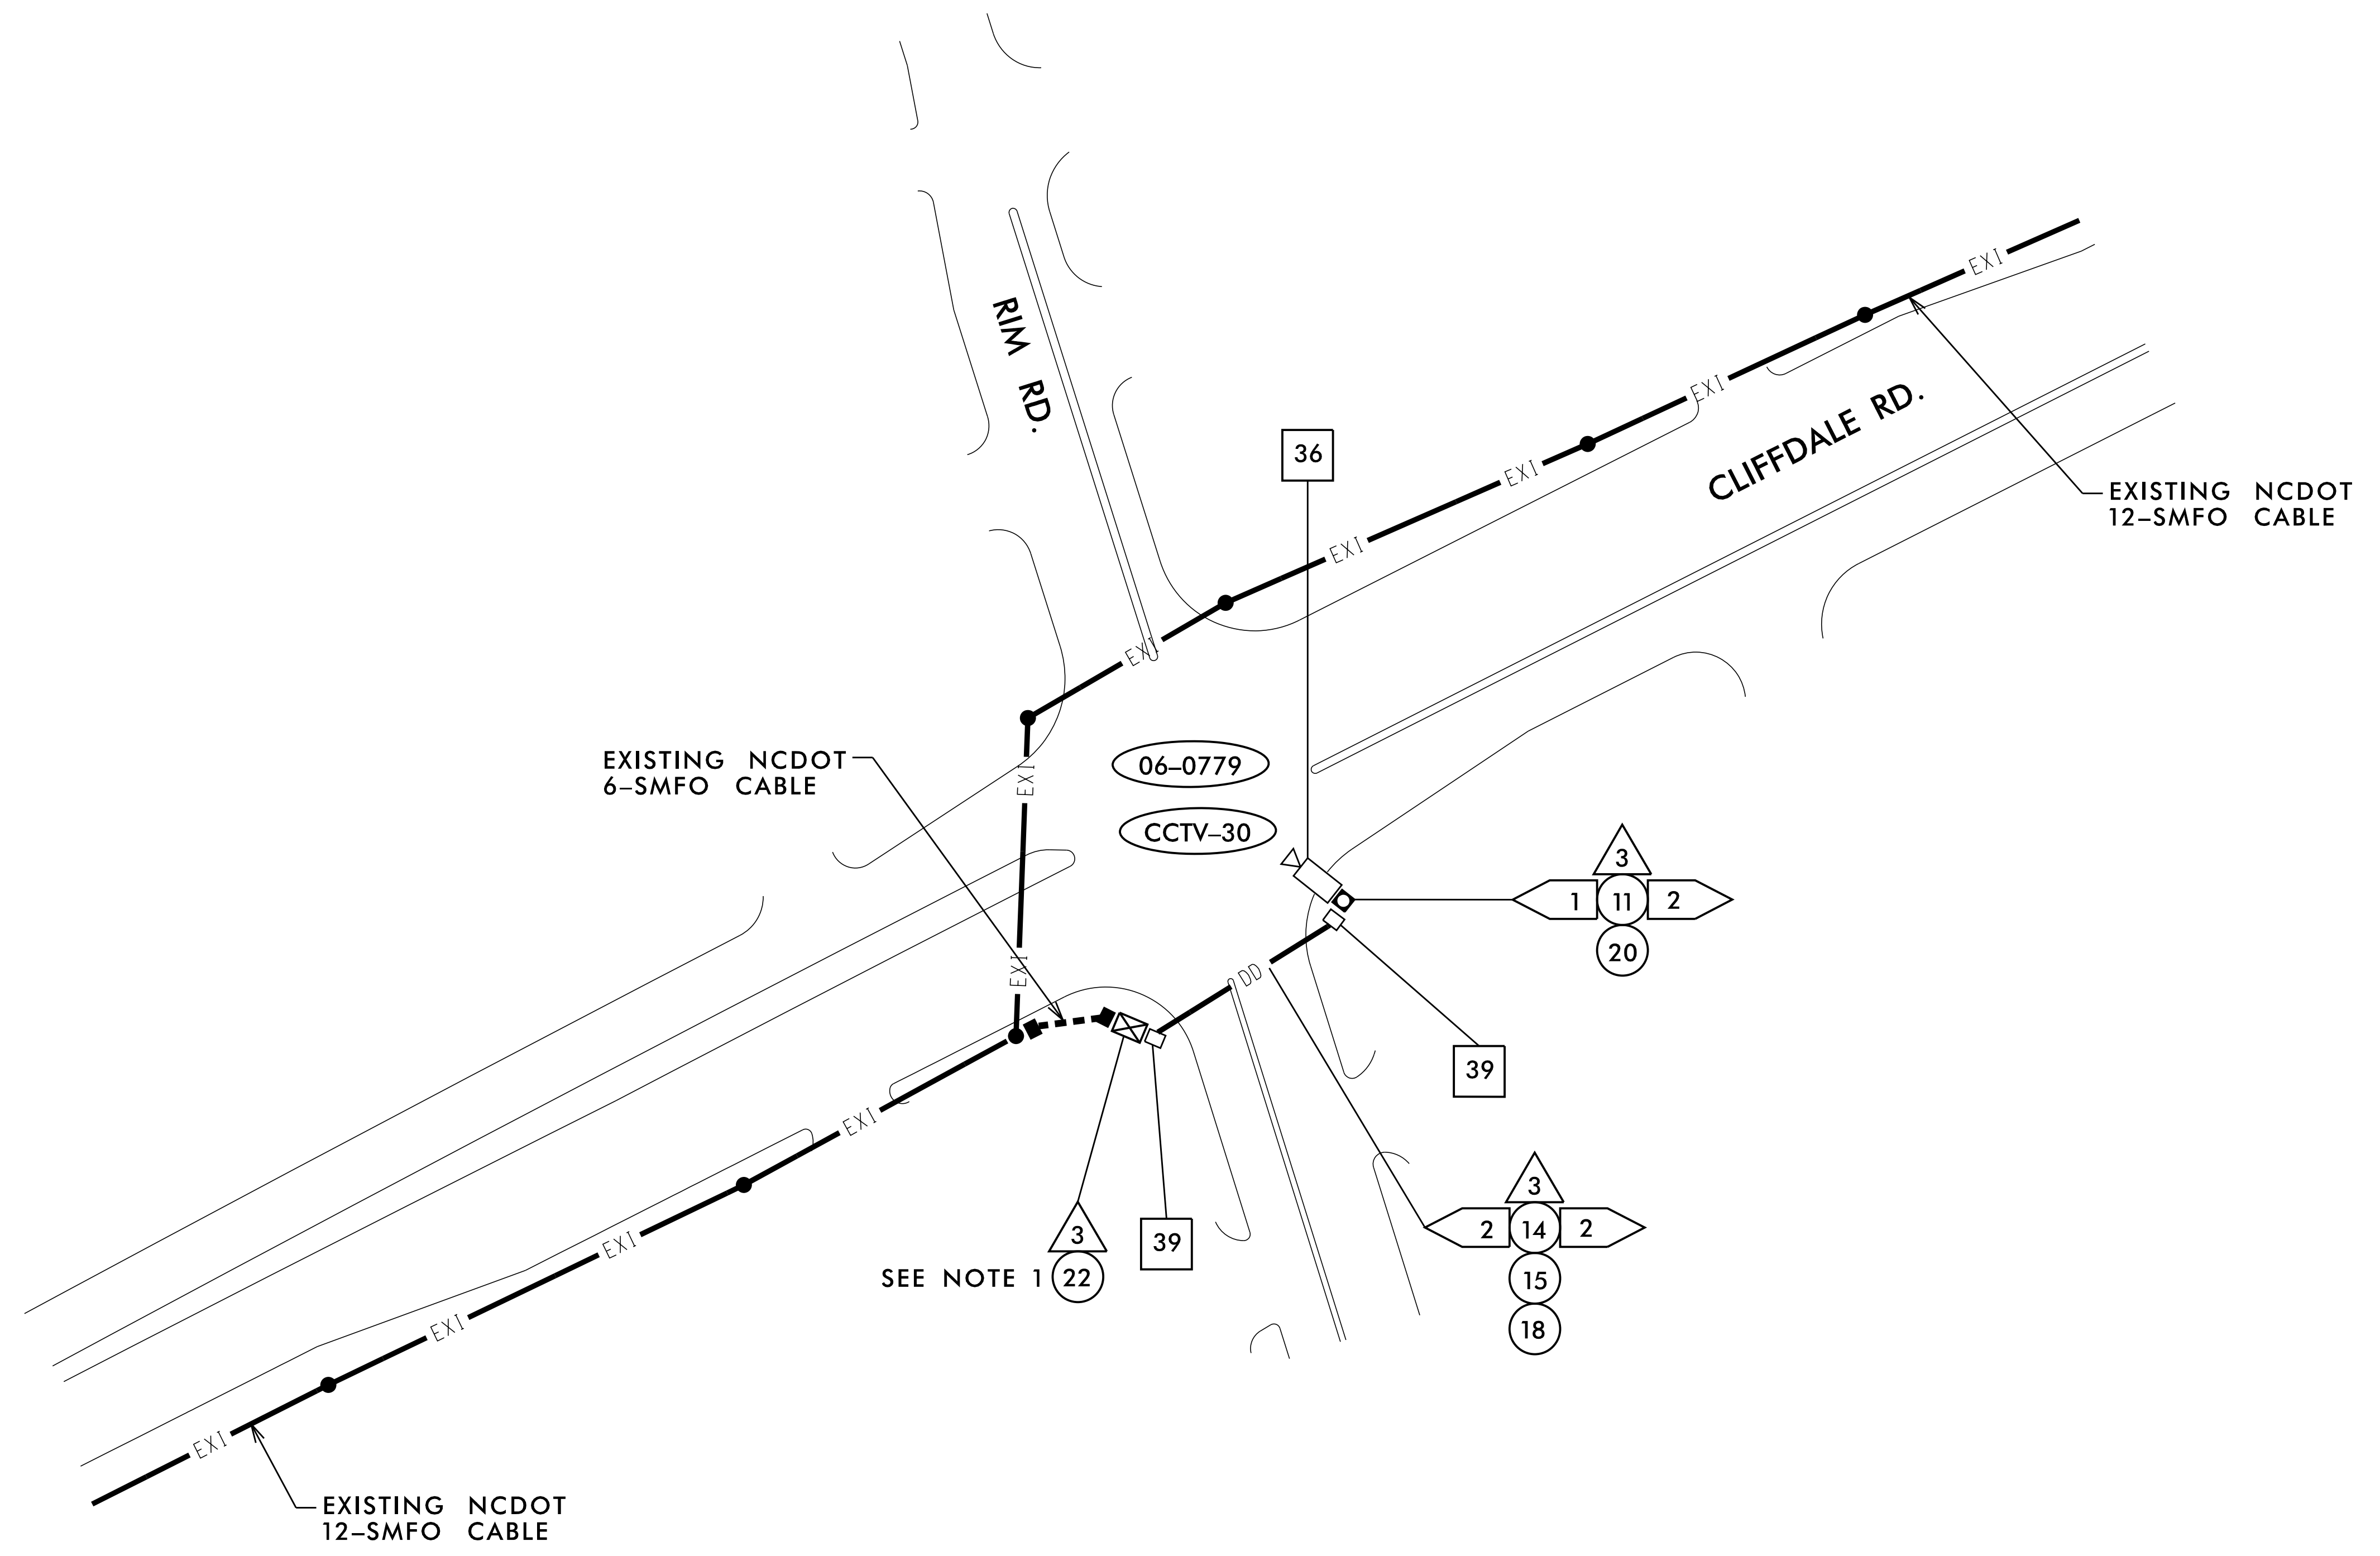 RIM RD.
EXI
EXI
CLIFFDALE RD.
36
EXI
EXISTING NCDOT
12–SMFO CABLE
EXI
EXI
EXISTING NCDOT
6–SMFO CABLE
06–0779
EXI
CCTV–30
3
1 11 2
20
EXI
DD
39
EXI
3
2 14 2
15
18
3
39
SEE NOTE 1 22
EXI
EXI
EXI
EXISTING NCDOT
12–SMFO CABLE